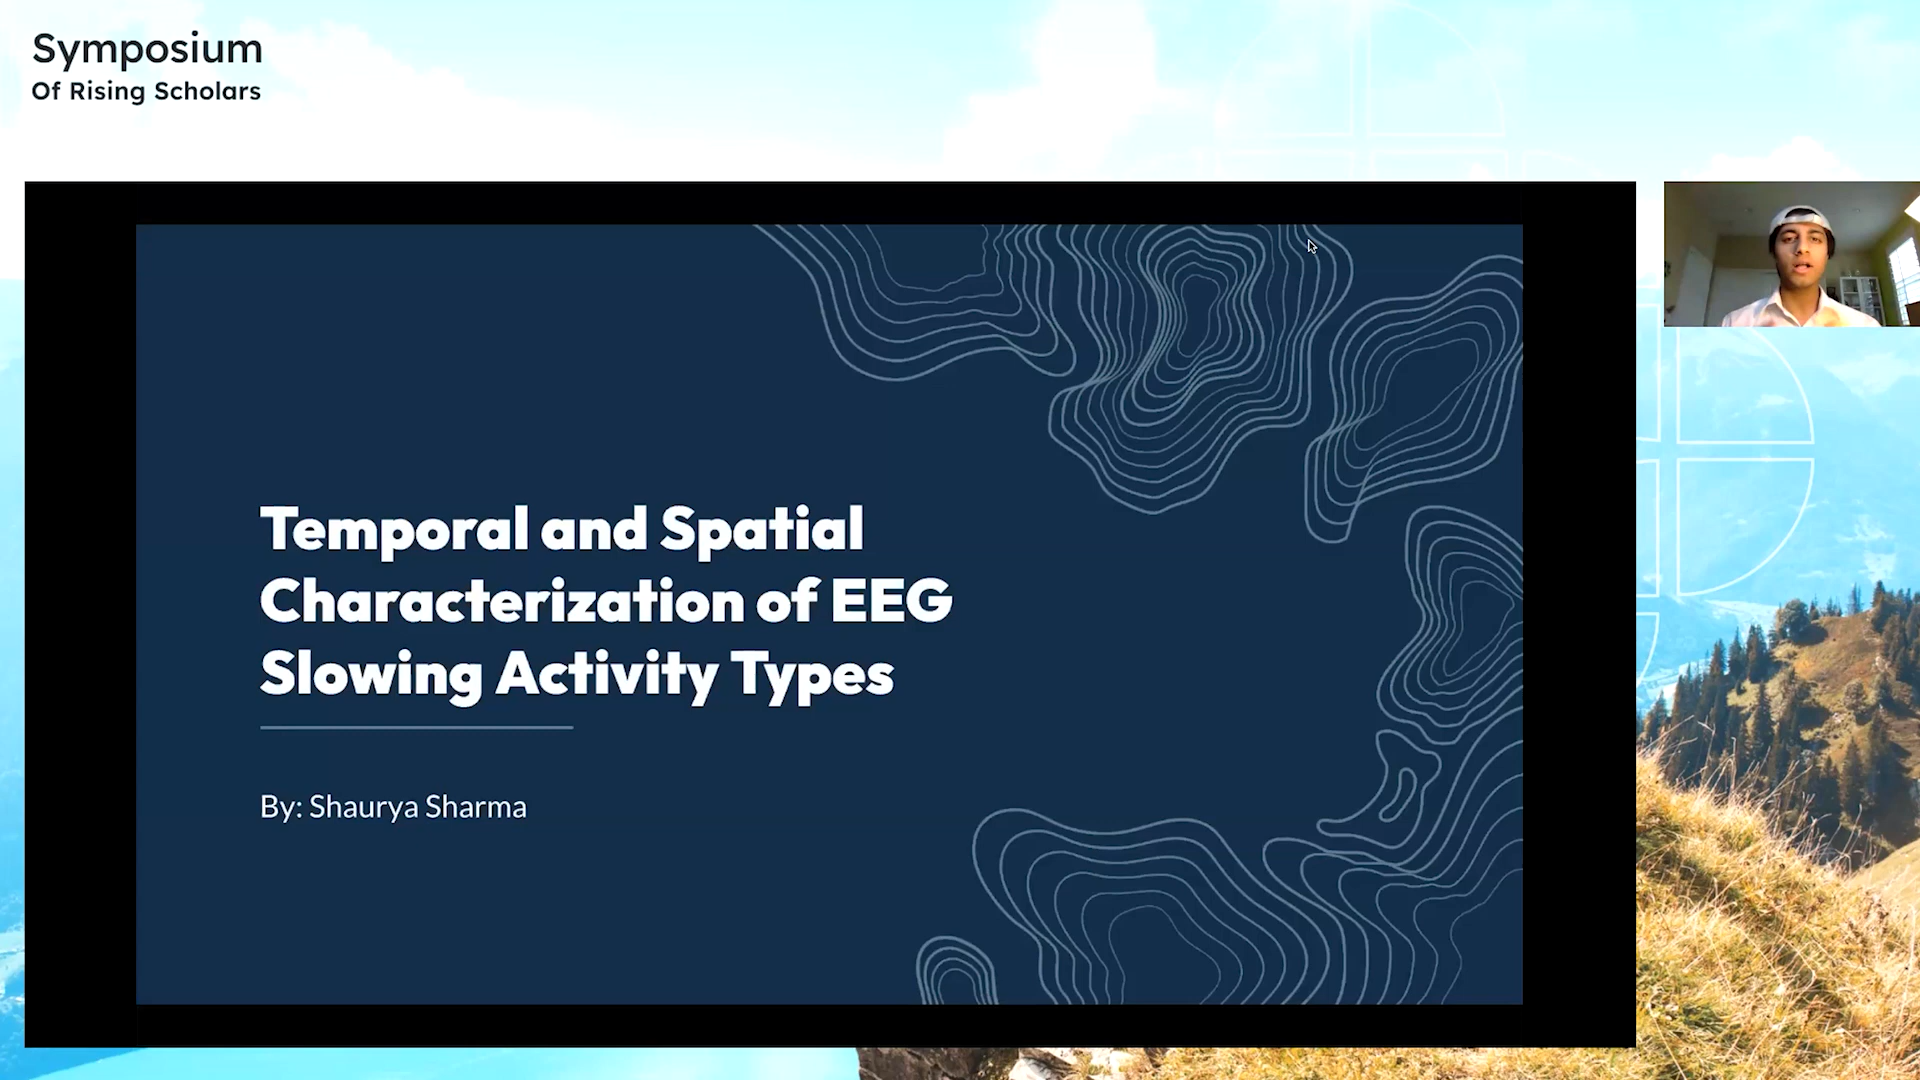 Symposium
Of Rising Scholars
Temporal and Spatial
Characterization of EEG
Slowing Activity Types
By: Shaurya Sharma